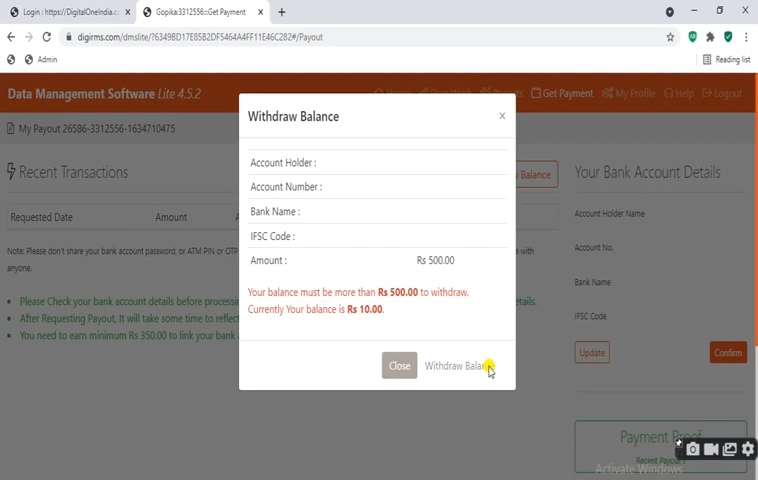 Login : https://DigitalOneIndia.c
Gopika:3312556::Get Payment
digirms.com/dmslite/?6349BD17E85B2DF5464A4FF11E46C282#/Payout
Admin
Reading list
Data Management Software Lite 4.5.2
Get Payment
My Profile
Help
Logout
My Payout 26586-3312556-1634710475
Withdraw Balance
Recent Transactions
Balance
Your Bank Account Details
Account Holder :
Account Number :
Bank Name :
IFSC Code :
Amount : Rs 500.00
Your balance must be more than Rs 500.00 to withdraw.
Currently Your balance is Rs 10.00.
Close
Withdraw Balan
Requested Date
Amount
Note: Please don't share your bank account password, or ATM PIN or OTP
with
anyone.
Please Check your bank account details before processin
details.
After Requesting Payout, It will take some time to reflect
You need to earn minimum Rs 350.00 to link your bank
Account Holder Name
Account No.
Bank Name
IFSC Code
Update
Confirm
Payment Proof
Recent Payout's
Activate Windows